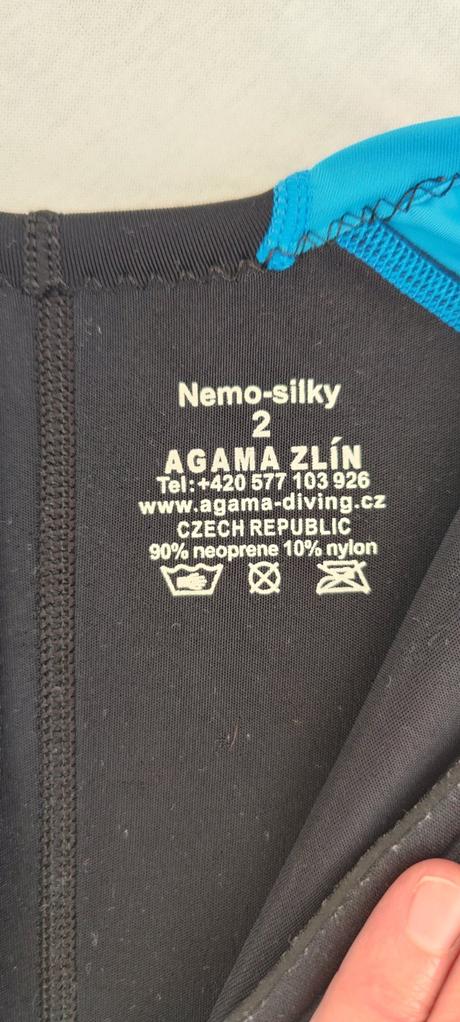 Nemo-silky
2
AGAMA ZLÍN
Tel:+420 577 103 926
www.agama-diving.cz
CZECH REPUBLIC
90% neoprene 10% nylon